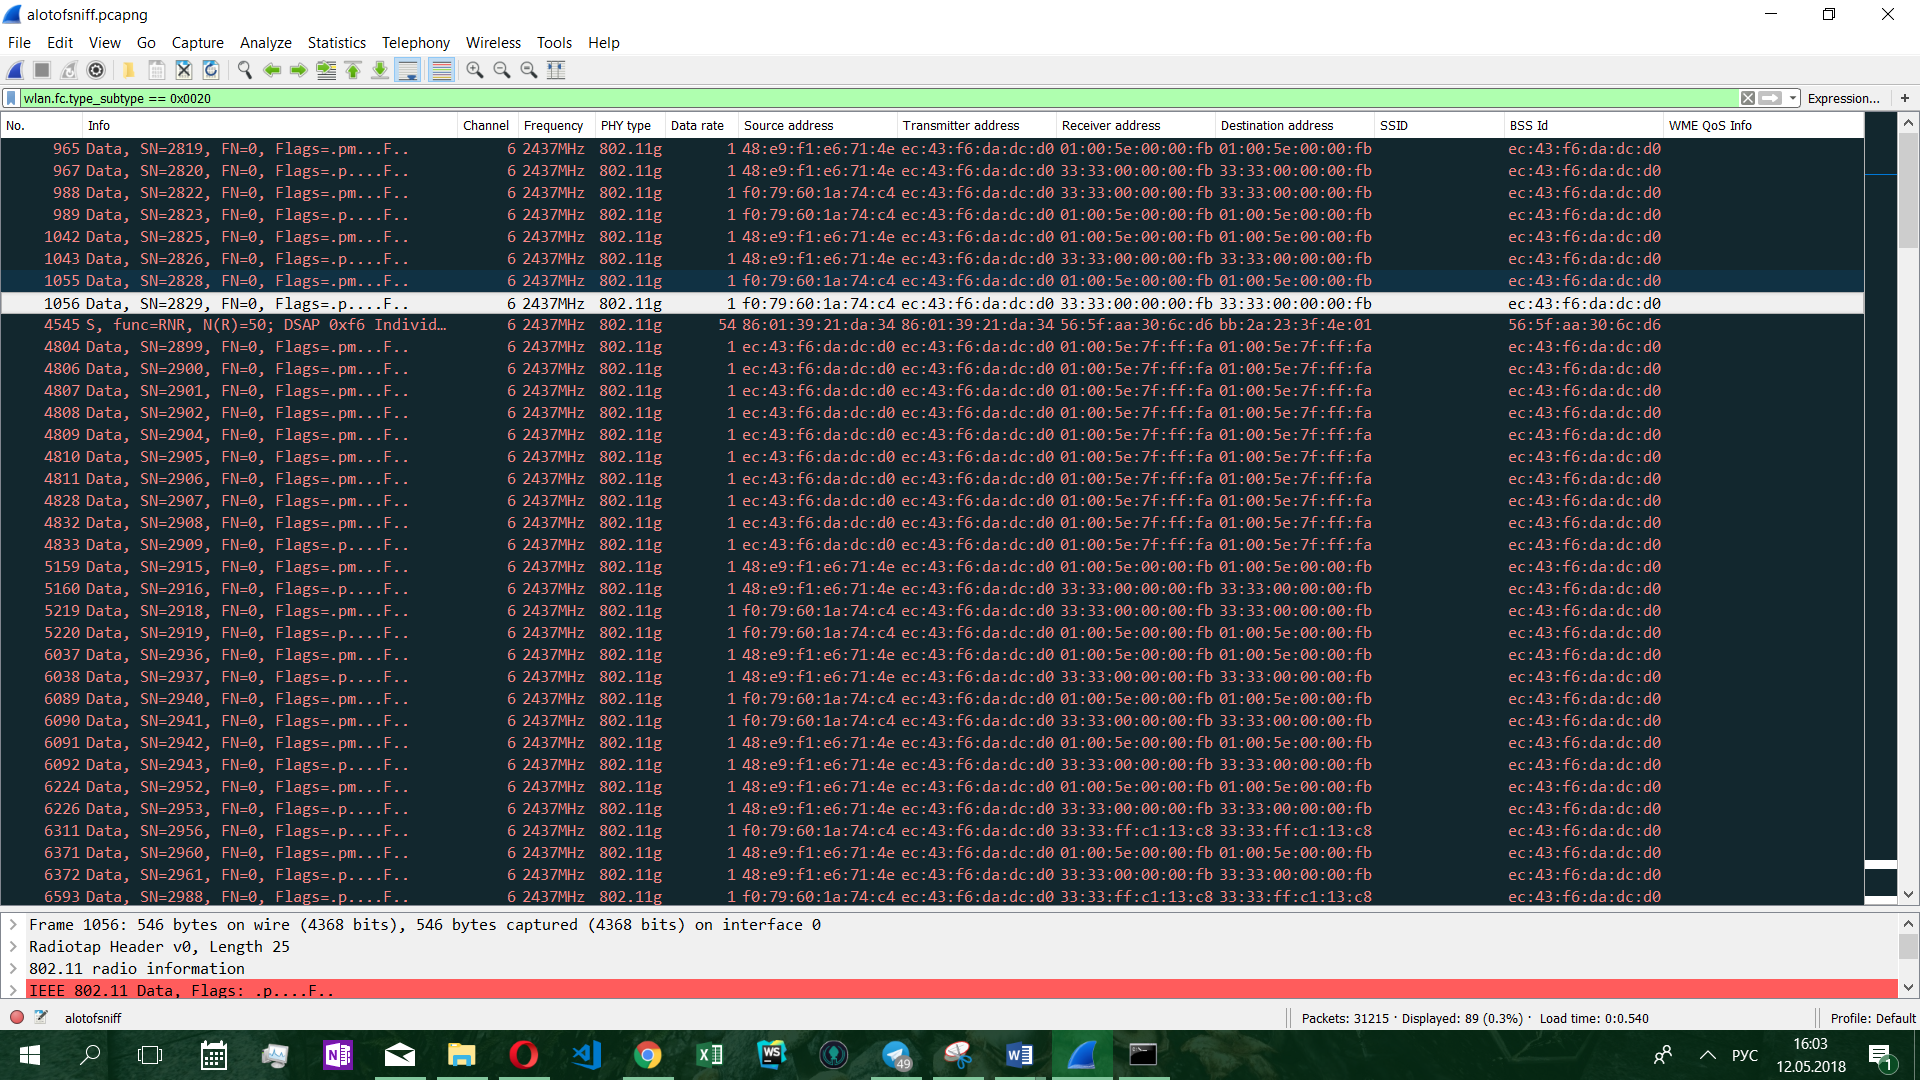 alotofsniff.pcapng
File Edit View Go Capture Analyze Statistics Telephony Wireless Tools Help
wlan.fc.type_subtype == 0x0020 Expression... +
No. Info Channel Frequency PHY type Data rate Source address Transmitter address Receiver address Destination address SSID BSS Id WME QoS Info
965 Data, SN=2819, FN=0, Flags=.pm...F.. 6 2437MHz 802.11g 1 48:e9:f1:e6:71:4e ec:43:f6:da:dc:d0 01:00:5e:00:00:fb 01:00:5e:00:00:fb ec:43:f6:da:dc:d0
967 Data, SN=2820, FN=0, Flags=.p....F.. 6 2437MHz 802.11g 1 48:e9:f1:e6:71:4e ec:43:f6:da:dc:d0 33:33:00:00:00:fb 33:33:00:00:00:fb ec:43:f6:da:dc:d0
988 Data, SN=2822, FN=0, Flags=.pm...F.. 6 2437MHz 802.11g 1 f0:79:60:1a:74:c4 ec:43:f6:da:dc:d0 33:33:00:00:00:fb 33:33:00:00:00:fb ec:43:f6:da:dc:d0
989 Data, SN=2823, FN=0, Flags=.p....F.. 6 2437MHz 802.11g 1 f0:79:60:1a:74:c4 ec:43:f6:da:dc:d0 01:00:5e:00:00:fb 01:00:5e:00:00:fb ec:43:f6:da:dc:d0
1042 Data, SN=2825, FN=0, Flags=.pm...F.. 6 2437MHz 802.11g 1 48:e9:f1:e6:71:4e ec:43:f6:da:dc:d0 01:00:5e:00:00:fb 01:00:5e:00:00:fb ec:43:f6:da:dc:d0
1043 Data, SN=2826, FN=0, Flags=.p....F.. 6 2437MHz 802.11g 1 48:e9:f1:e6:71:4e ec:43:f6:da:dc:d0 33:33:00:00:00:fb 33:33:00:00:00:fb ec:43:f6:da:dc:d0
1055 Data, SN=2828, FN=0, Flags=.pm...F.. 6 2437MHz 802.11g 1 f0:79:60:1a:74:c4 ec:43:f6:da:dc:d0 01:00:5e:00:00:fb 01:00:5e:00:00:fb ec:43:f6:da:dc:d0
1056 Data, SN=2829, FN=0, Flags=.p....F.. 6 2437MHz 802.11g 1 f0:79:60:1a:74:c4 ec:43:f6:da:dc:d0 33:33:00:00:00:fb 33:33:00:00:00:fb ec:43:f6:da:dc:d0
4545 S, func=RNR, N(R)=50; DSAP 0xf6 Individ… 6 2437MHz 802.11g 54 86:01:39:21:da:34 86:01:39:21:da:34 56:5f:aa:30:6c:d6 bb:2a:23:3f:4e:01 56:5f:aa:30:6c:d6
4804 Data, SN=2899, FN=0, Flags=.pm...F.. 6 2437MHz 802.11g 1 ec:43:f6:da:dc:d0 ec:43:f6:da:dc:d0 01:00:5e:7f:ff:fa 01:00:5e:7f:ff:fa ec:43:f6:da:dc:d0
4806 Data, SN=2900, FN=0, Flags=.pm...F.. 6 2437MHz 802.11g 1 ec:43:f6:da:dc:d0 ec:43:f6:da:dc:d0 01:00:5e:7f:ff:fa 01:00:5e:7f:ff:fa ec:43:f6:da:dc:d0
4807 Data, SN=2901, FN=0, Flags=.pm...F.. 6 2437MHz 802.11g 1 ec:43:f6:da:dc:d0 ec:43:f6:da:dc:d0 01:00:5e:7f:ff:fa 01:00:5e:7f:ff:fa ec:43:f6:da:dc:d0
4808 Data, SN=2902, FN=0, Flags=.pm...F.. 6 2437MHz 802.11g 1 ec:43:f6:da:dc:d0 ec:43:f6:da:dc:d0 01:00:5e:7f:ff:fa 01:00:5e:7f:ff:fa ec:43:f6:da:dc:d0
4809 Data, SN=2904, FN=0, Flags=.pm...F.. 6 2437MHz 802.11g 1 ec:43:f6:da:dc:d0 ec:43:f6:da:dc:d0 01:00:5e:7f:ff:fa 01:00:5e:7f:ff:fa ec:43:f6:da:dc:d0
4810 Data, SN=2905, FN=0, Flags=.pm...F.. 6 2437MHz 802.11g 1 ec:43:f6:da:dc:d0 ec:43:f6:da:dc:d0 01:00:5e:7f:ff:fa 01:00:5e:7f:ff:fa ec:43:f6:da:dc:d0
4811 Data, SN=2906, FN=0, Flags=.pm...F.. 6 2437MHz 802.11g 1 ec:43:f6:da:dc:d0 ec:43:f6:da:dc:d0 01:00:5e:7f:ff:fa 01:00:5e:7f:ff:fa ec:43:f6:da:dc:d0
4828 Data, SN=2907, FN=0, Flags=.pm...F.. 6 2437MHz 802.11g 1 ec:43:f6:da:dc:d0 ec:43:f6:da:dc:d0 01:00:5e:7f:ff:fa 01:00:5e:7f:ff:fa ec:43:f6:da:dc:d0
4832 Data, SN=2908, FN=0, Flags=.pm...F.. 6 2437MHz 802.11g 1 ec:43:f6:da:dc:d0 ec:43:f6:da:dc:d0 01:00:5e:7f:ff:fa 01:00:5e:7f:ff:fa ec:43:f6:da:dc:d0
4833 Data, SN=2909, FN=0, Flags=.p....F.. 6 2437MHz 802.11g 1 ec:43:f6:da:dc:d0 ec:43:f6:da:dc:d0 01:00:5e:7f:ff:fa 01:00:5e:7f:ff:fa ec:43:f6:da:dc:d0
5159 Data, SN=2915, FN=0, Flags=.pm...F.. 6 2437MHz 802.11g 1 48:e9:f1:e6:71:4e ec:43:f6:da:dc:d0 01:00:5e:00:00:fb 01:00:5e:00:00:fb ec:43:f6:da:dc:d0
5160 Data, SN=2916, FN=0, Flags=.p....F.. 6 2437MHz 802.11g 1 48:e9:f1:e6:71:4e ec:43:f6:da:dc:d0 33:33:00:00:00:fb 33:33:00:00:00:fb ec:43:f6:da:dc:d0
5219 Data, SN=2918, FN=0, Flags=.pm...F.. 6 2437MHz 802.11g 1 f0:79:60:1a:74:c4 ec:43:f6:da:dc:d0 33:33:00:00:00:fb 33:33:00:00:00:fb ec:43:f6:da:dc:d0
5220 Data, SN=2919, FN=0, Flags=.p....F.. 6 2437MHz 802.11g 1 f0:79:60:1a:74:c4 ec:43:f6:da:dc:d0 01:00:5e:00:00:fb 01:00:5e:00:00:fb ec:43:f6:da:dc:d0
6037 Data, SN=2936, FN=0, Flags=.pm...F.. 6 2437MHz 802.11g 1 48:e9:f1:e6:71:4e ec:43:f6:da:dc:d0 01:00:5e:00:00:fb 01:00:5e:00:00:fb ec:43:f6:da:dc:d0
6038 Data, SN=2937, FN=0, Flags=.p....F.. 6 2437MHz 802.11g 1 48:e9:f1:e6:71:4e ec:43:f6:da:dc:d0 33:33:00:00:00:fb 33:33:00:00:00:fb ec:43:f6:da:dc:d0
6089 Data, SN=2940, FN=0, Flags=.pm...F.. 6 2437MHz 802.11g 1 f0:79:60:1a:74:c4 ec:43:f6:da:dc:d0 01:00:5e:00:00:fb 01:00:5e:00:00:fb ec:43:f6:da:dc:d0
6090 Data, SN=2941, FN=0, Flags=.pm...F.. 6 2437MHz 802.11g 1 f0:79:60:1a:74:c4 ec:43:f6:da:dc:d0 33:33:00:00:00:fb 33:33:00:00:00:fb ec:43:f6:da:dc:d0
6091 Data, SN=2942, FN=0, Flags=.pm...F.. 6 2437MHz 802.11g 1 48:e9:f1:e6:71:4e ec:43:f6:da:dc:d0 01:00:5e:00:00:fb 01:00:5e:00:00:fb ec:43:f6:da:dc:d0
6092 Data, SN=2943, FN=0, Flags=.p....F.. 6 2437MHz 802.11g 1 48:e9:f1:e6:71:4e ec:43:f6:da:dc:d0 33:33:00:00:00:fb 33:33:00:00:00:fb ec:43:f6:da:dc:d0
6224 Data, SN=2952, FN=0, Flags=.pm...F.. 6 2437MHz 802.11g 1 48:e9:f1:e6:71:4e ec:43:f6:da:dc:d0 01:00:5e:00:00:fb 01:00:5e:00:00:fb ec:43:f6:da:dc:d0
6226 Data, SN=2953, FN=0, Flags=.p....F.. 6 2437MHz 802.11g 1 48:e9:f1:e6:71:4e ec:43:f6:da:dc:d0 33:33:00:00:00:fb 33:33:00:00:00:fb ec:43:f6:da:dc:d0
6311 Data, SN=2956, FN=0, Flags=.p....F.. 6 2437MHz 802.11g 1 f0:79:60:1a:74:c4 ec:43:f6:da:dc:d0 33:33:ff:c1:13:c8 33:33:ff:c1:13:c8 ec:43:f6:da:dc:d0
6371 Data, SN=2960, FN=0, Flags=.pm...F.. 6 2437MHz 802.11g 1 48:e9:f1:e6:71:4e ec:43:f6:da:dc:d0 01:00:5e:00:00:fb 01:00:5e:00:00:fb ec:43:f6:da:dc:d0
6372 Data, SN=2961, FN=0, Flags=.p....F.. 6 2437MHz 802.11g 1 48:e9:f1:e6:71:4e ec:43:f6:da:dc:d0 33:33:00:00:00:fb 33:33:00:00:00:fb ec:43:f6:da:dc:d0
6593 Data, SN=2988, FN=0, Flags=.p....F.. 6 2437MHz 802.11g 1 f0:79:60:1a:74:c4 ec:43:f6:da:dc:d0 33:33:ff:c1:13:c8 33:33:ff:c1:13:c8 ec:43:f6:da:dc:d0
Frame 1056: 546 bytes on wire (4368 bits), 546 bytes captured (4368 bits) on interface 0
Radiotap Header v0, Length 25
802.11 radio information
IEEE 802.11 Data, Flags: .p....F..
alotofsniff Packets: 31215 · Displayed: 89 (0.3%) · Load time: 0:0.540 Profile: Default
N WS 49 W РУС 16:03
12.05.2018 1